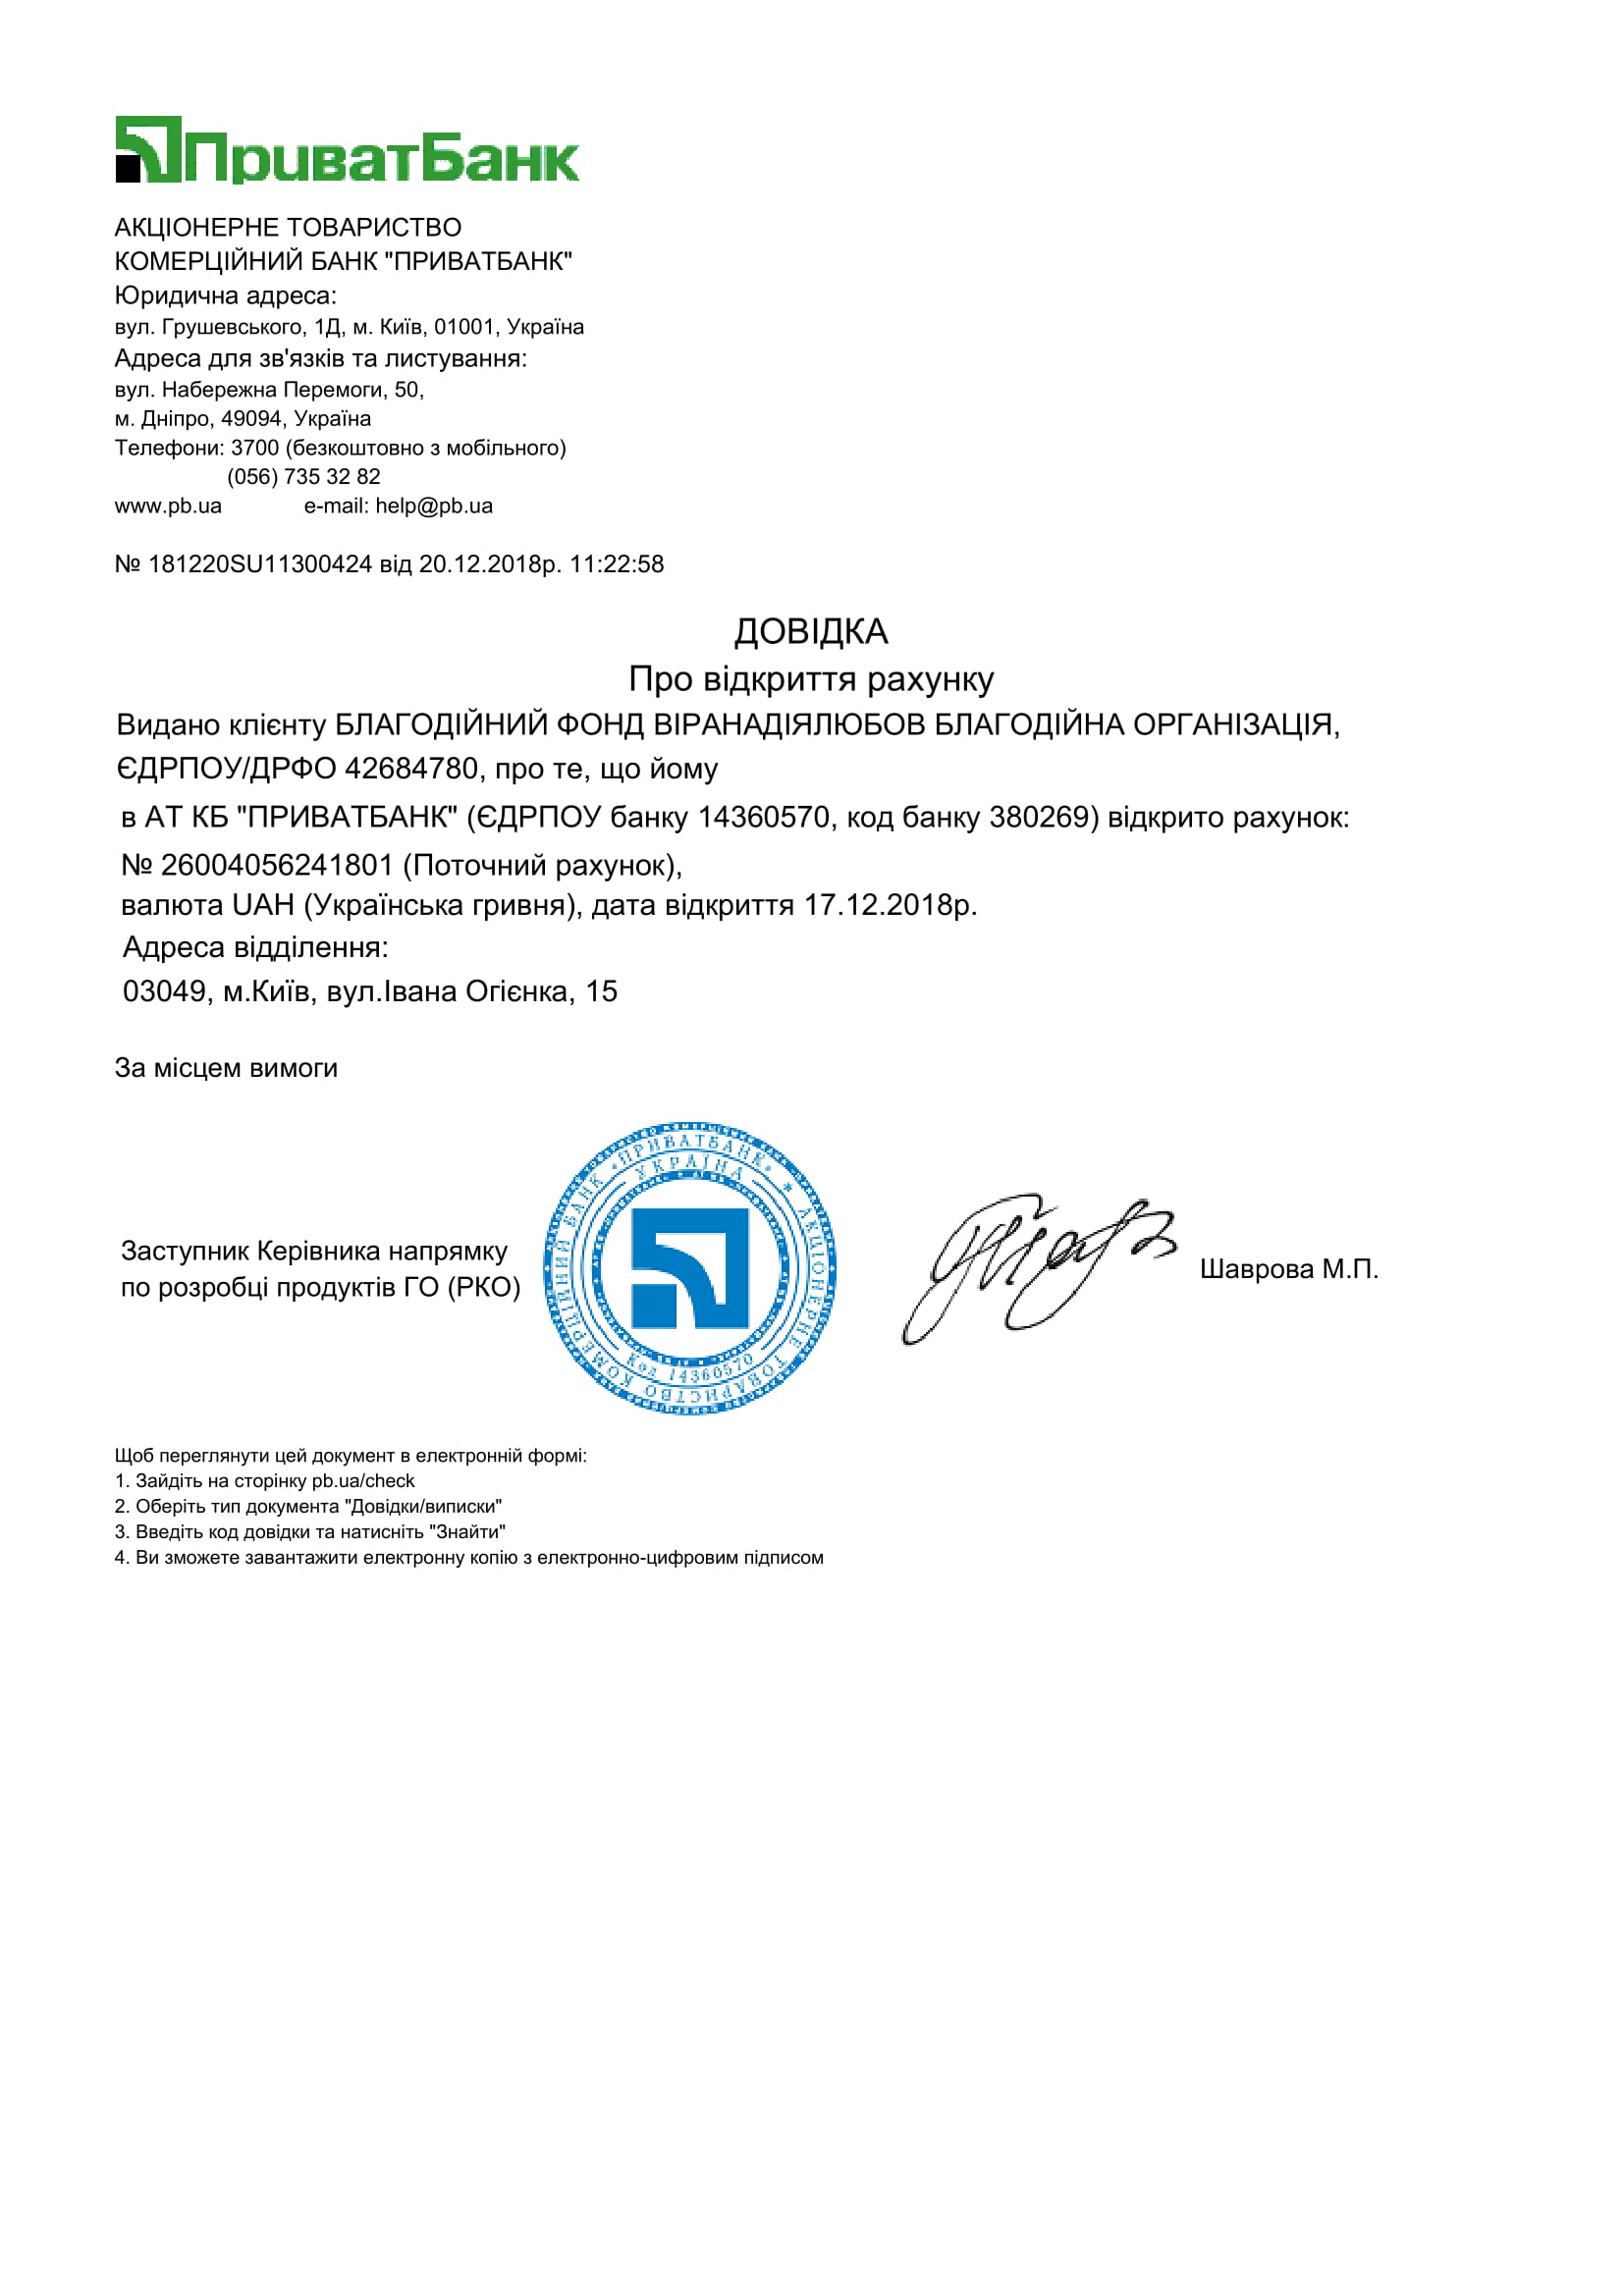 ПриватБанк
АКЦІОНЕРНЕ ТОВАРИСТВО
КОМЕРЦІЙНИЙ БАНК "ПРИВАТБАНК"
Юридична адреса:
вул. Грушевського, 1Д, м. Київ, 01001, Україна
Адреса для зв'язків та листування:
вул. Набережна Перемоги, 50,
м. Дніпро, 49094, Україна
Телефони: 3700 (безкоштовно з мобільного)
(056) 735 32 82
www.pb.ua e-mail: help@pb.ua
№ 181220SU11300424 від 20.12.2018р. 11:22:58
ДОВІДКА
Про відкриття рахунку
Видано клієнту БЛАГОДІЙНИЙ ФОНД ВІРАНАДІЯЛЮБОВ БЛАГОДІЙНА ОРГАНІЗАЦІЯ,
ЄДРПОУ/ДРФО 42684780, про те, що йому
в АТ КБ "ПРИВАТБАНК" (ЄДРПОУ банку 14360570, код банку 380269) відкрито рахунок:
№ 26004056241801 (Поточний рахунок),
валюта UAH (Українська гривня), дата відкриття 17.12.2018р.
Адреса відділення:
03049, м.Київ, вул.Івана Огієнка, 15
За місцем вимоги
Заступник Керівника напрямку
по розробці продуктів ГО (РКО)
* АКЦІОНЕРНЕ ТОВАРИСТВО КОМЕРЦІЙНИЙ БАНК «ПРИВАТБАНК»
УКРАЇНА
Код 14360570
Шаврова М.П.
Щоб переглянути цей документ в електронній формі:
1. Зайдіть на сторінку pb.ua/check
2. Оберіть тип документа "Довідки/виписки"
3. Введіть код довідки та натисніть "Знайти"
4. Ви зможете завантажити електронну копію з електронно-цифровим підписом